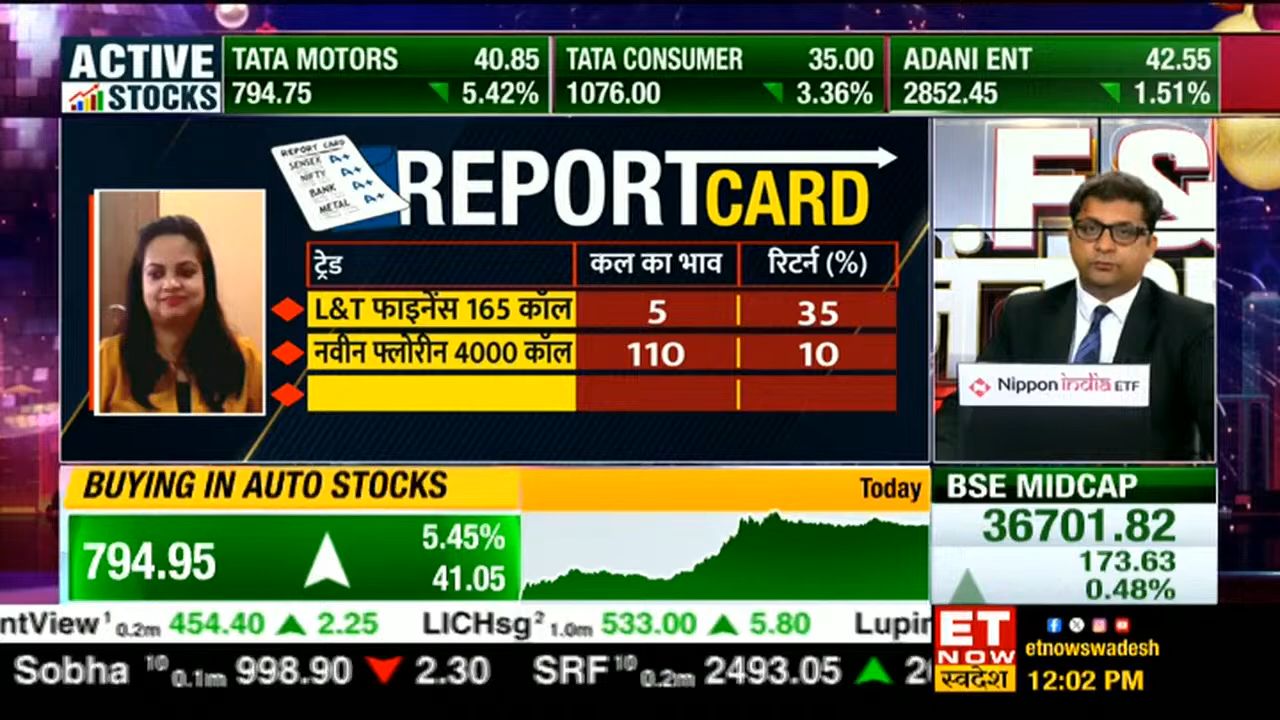 ACTIVE
STOCKS
TATA MOTORS 40.85
794.75 5.42%
TATA CONSUMER 35.00
1076.00 3.36%
ADANI ENT 42.55
2852.45 1.51%
REPORT CARD
SENSEX A+
NIFTY A+
BANK A+
METAL A+
REPORT CARD
ट्रेड कल का भाव रिटर्न (%)
L&T फाइनेंस 165 कॉल 5 35
नवीन फ्लोरीन 4000 कॉल 110 10
Nippon india ETF
BUYING IN AUTO STOCKS
Today
794.95
5.45%
41.05
BSE MIDCAP
36701.82
173.63
0.48%
ntView 1 0.2m 454.40 2.25 LICHsg 2 1.0m 533.00 5.80 Lupin
Sobha 10 0.1m 998.90 2.30 SRF 10 0.2m 2493.05
ET
NOW
स्वदेश
etnowswadesh
12:02 PM